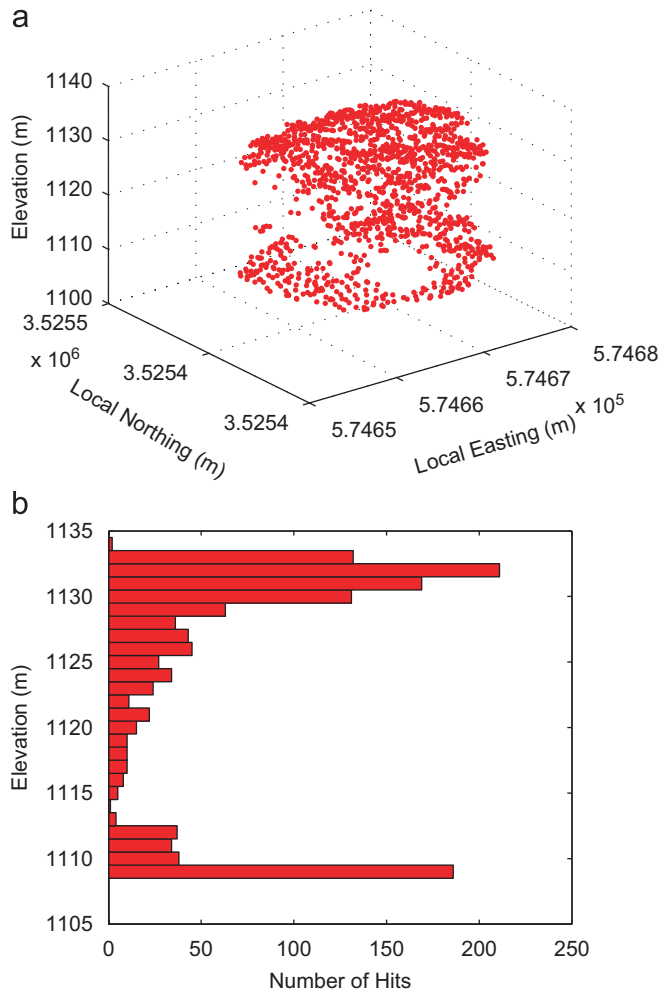 a
1140
1130
1120
1110
1100
Elevation (m)
3.5255
x 10^6
3.5254
3.5254
Local Northing (m)
5.7465
5.7466
5.7467
5.7468
x 10^5
Local Easting (m)
b
1135
1130
1125
1120
1115
1110
1105
Elevation (m)
0 50 100 150 200 250
Number of Hits